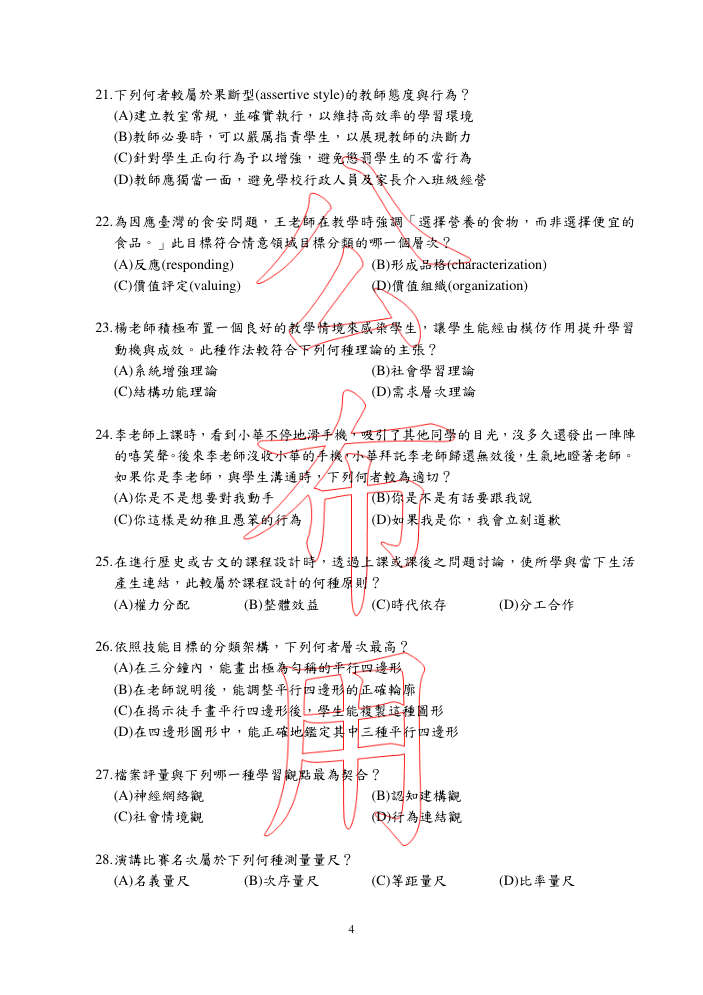 21.下列何者較屬於果斷型(assertive style)的教師態度與行為？
(A)建立教室常規，並確實執行，以維持高效率的學習環境
(B)教師必要時，可以嚴厲指責學生，以展現教師的決斷力
(C)針對學生正向行為予以增強，避免懲罰學生的不當行為
(D)教師應獨當一面，避免學校行政人員及家長介入班級經營
22.為因應臺灣的食安問題，王老師在教學時強調「選擇營養的食物，而非選擇便宜的
食品。」此目標符合情意領域目標分類的哪一個層次？
(A)反應(responding) (B)形成品格(characterization)
(C)價值評定(valuing) (D)價值組織(organization)
23.楊老師積極布置一個良好的教學情境來感染學生，讓學生能經由模仿作用提升學習
動機與成效。此種作法較符合下列何種理論的主張？
(A)系統增強理論 (B)社會學習理論
(C)結構功能理論 (D)需求層次理論
24.李老師上課時，看到小華不停地滑手機，吸引了其他同學的目光，沒多久還發出一陣陣
的嘻笑聲。後來李老師沒收小華的手機，小華拜託李老師歸還無效後，生氣地瞪著老師。
如果你是李老師，與學生溝通時，下列何者較為適切？
(A)你是不是想要對我動手 (B)你是不是有話要跟我說
(C)你這樣是幼稚且愚笨的行為 (D)如果我是你，我會立刻道歉
25.在進行歷史或古文的課程設計時，透過上課或課後之問題討論，使所學與當下生活
產生連結，此較屬於課程設計的何種原則？
(A)權力分配 (B)整體效益 (C)時代依存 (D)分工合作
26.依照技能目標的分類架構，下列何者層次最高？
(A)在三分鐘內，能畫出極為勻稱的平行四邊形
(B)在老師說明後，能調整平行四邊形的正確輪廓
(C)在揭示徒手畫平行四邊形後，學生能複製這種圖形
(D)在四邊形圖形中，能正確地鑑定其中三種平行四邊形
27.檔案評量與下列哪一種學習觀點最為契合？
(A)神經網絡觀 (B)認知建構觀
(C)社會情境觀 (D)行為連結觀
28.演講比賽名次屬於下列何種測量量尺？
(A)名義量尺 (B)次序量尺 (C)等距量尺 (D)比率量尺
4
公布用